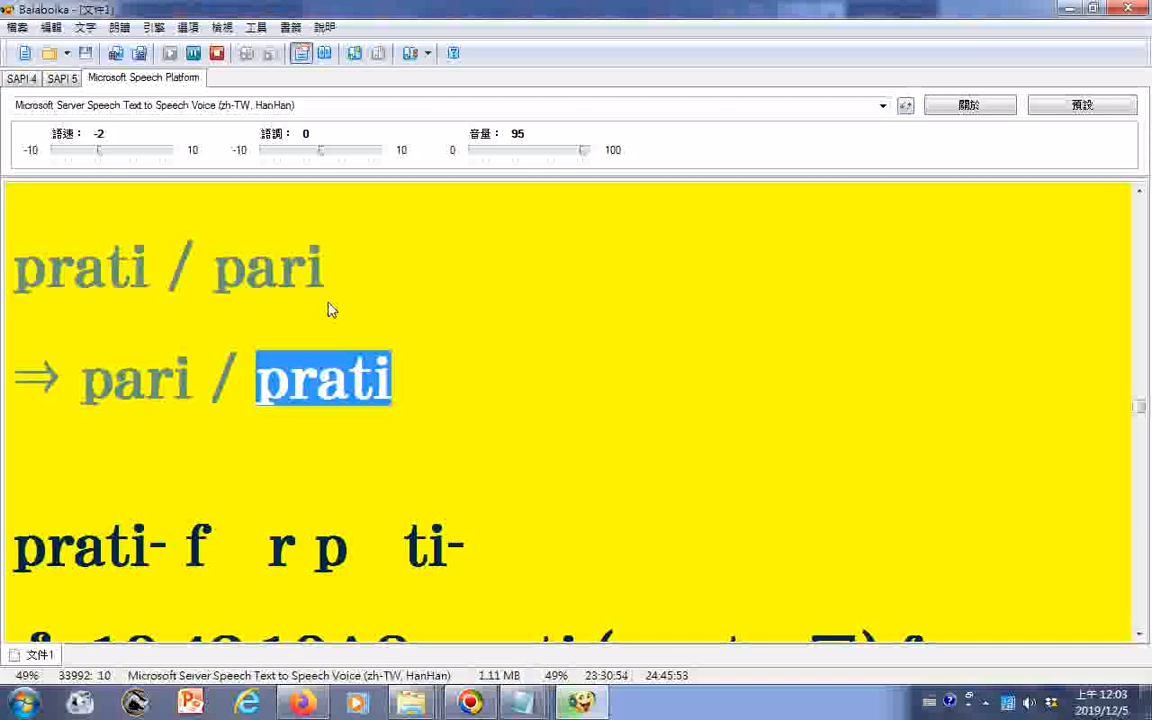 Balabolka - [文件1]
檔案 編輯 文字 朗讀 引擎 選項 檢視 工具 書籤 說明
SAPI 4 SAPI 5 Microsoft Speech Platform
Microsoft Server Speech Text to Speech Voice (zh-TW, HanHan) 關於 預設
語速： -2 語調： 0 音量： 95
-10 10 -10 10 0 100
prati / pari
⇒ pari / prati
prati- f r p ti-
文件1
49% 33992: 10 Microsoft Server Speech Text to Speech Voice (zh-TW, HanHan) 1.11 MB 49% 23:30:54 24:45:53
上午 12:03
2019/12/5